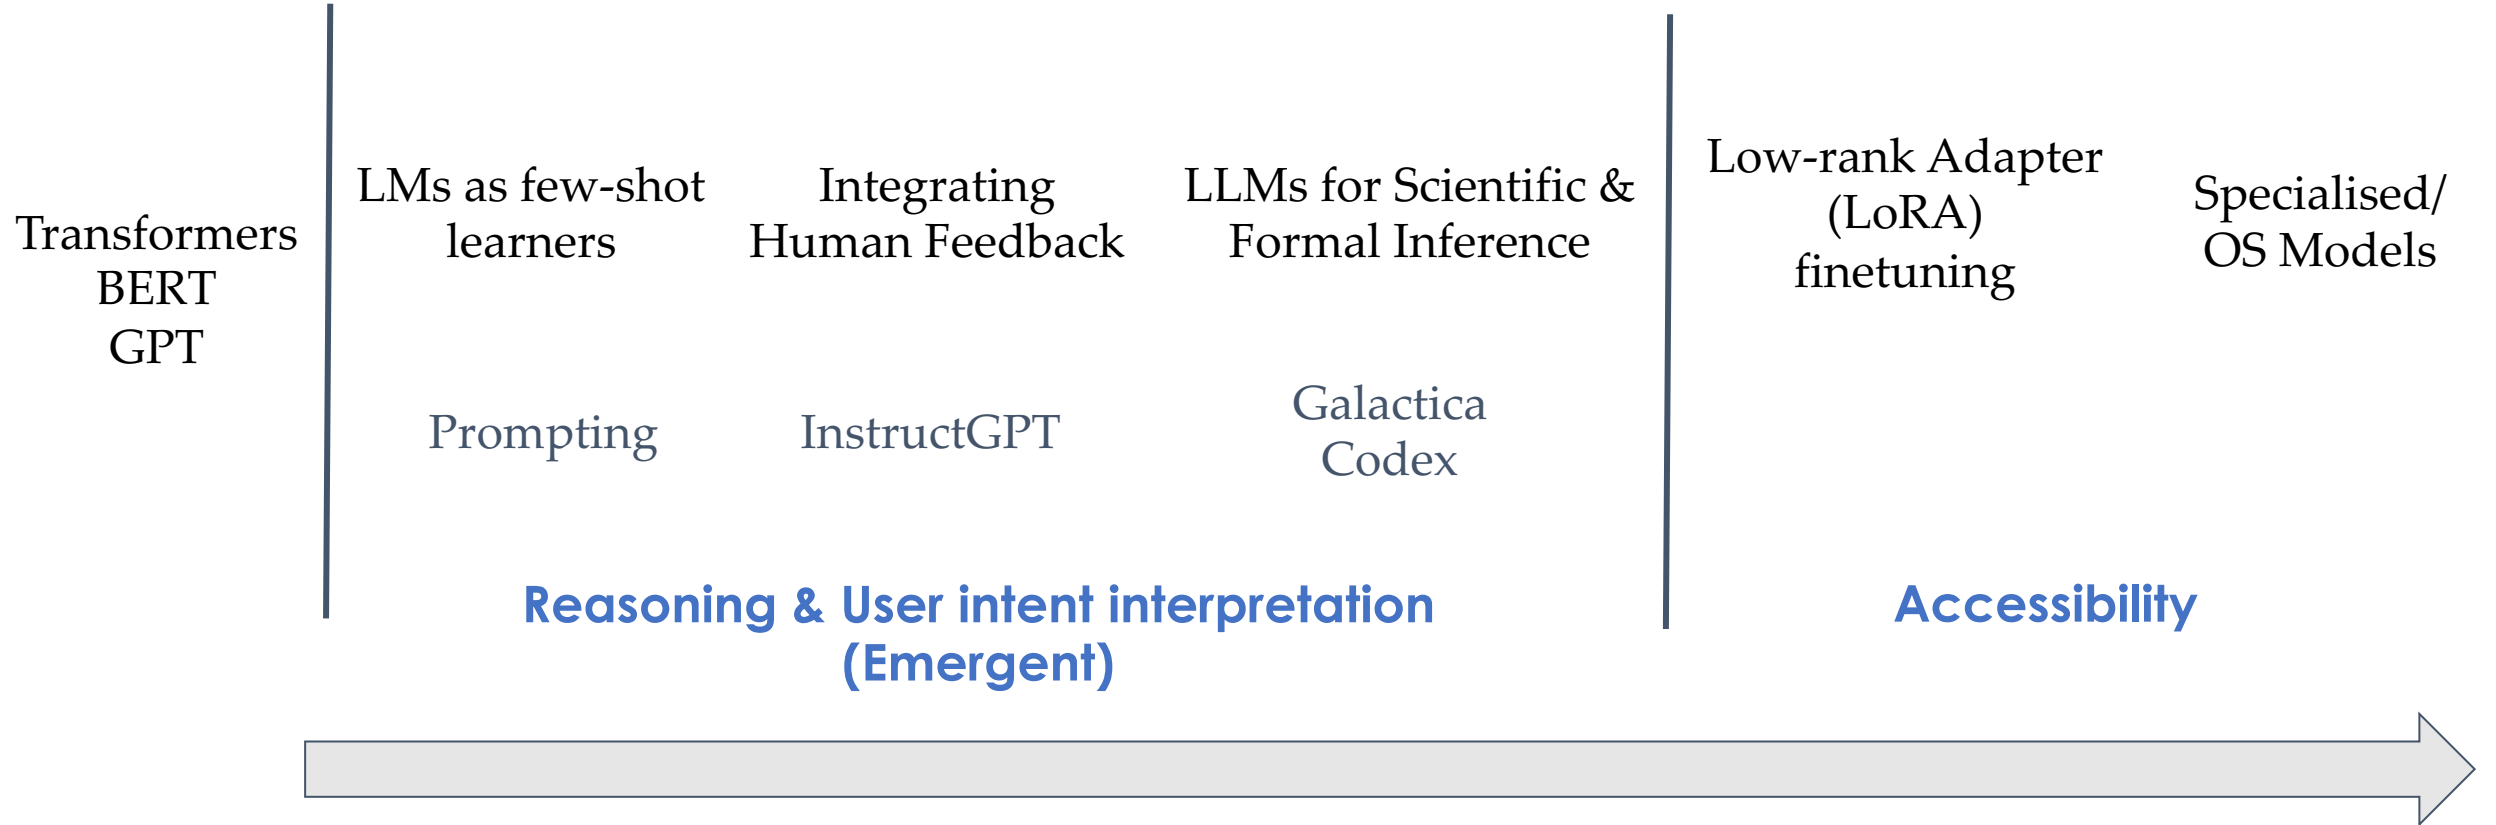 Transformers
BERT
GPT
LMs as few-shot
learners
Prompting
Integrating
Human Feedback
InstructGPT
LLMs for Scientific &
Formal Inference
Galactica
Codex
Reasoning & User intent interpretation
(Emergent)
Low-rank Adapter
(LoRA)
finetuning
Specialised/
OS Models
Accessibility